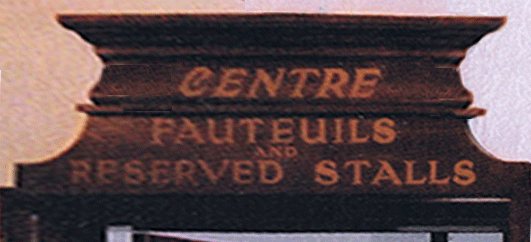 CENTRE
FAUTEUILS
AND
RESERVED STALLS